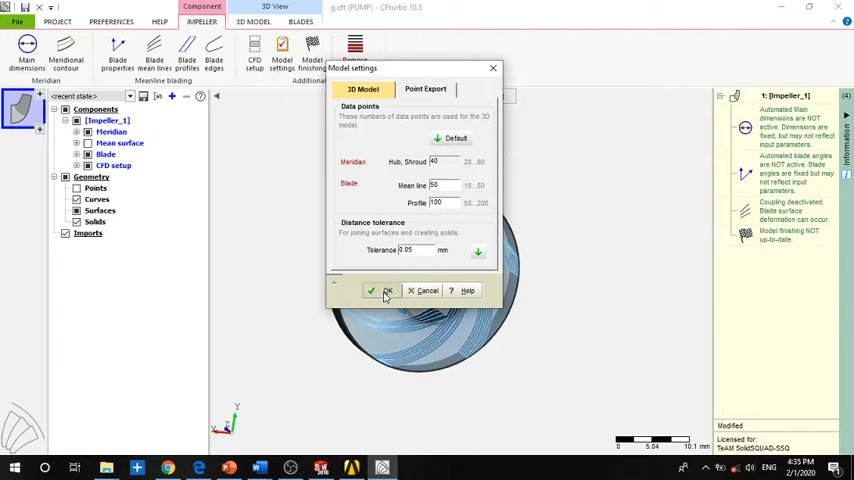 Component
3D View
g.cft (PUMP) - CFturbo 10.3
File
PROJECT
PREFERENCES
HELP
IMPELLER
3D MODEL
BLADES
Main dimensions
Meridional contour
Blade properties
Blade mean lines
Blade profiles
Blade edges
CFD setup
Model settings
Model finishing
Remove
Meridian
Meanline blading
Additional
Model settings
3D Model
Point Export
Data points
These numbers of data points are used for the 3D model.
Default
Meridian
Hub, Shroud 40 20...80
Blade
Mean line 50 10...50
Profile 100 50...200
Distance tolerance
For joining surfaces and creating solids.
Tolerance 0.05 mm
OK
Cancel
? Help
<recent state>
Components
[Impeller_1]
Meridian
Mean surface
Blade
CFD setup
Geometry
Points
Curves
Surfaces
Solids
Imports
1: [Impeller_1]
(4)
Automated Main dimensions are NOT active. Dimensions are fixed, but may not reflect input parameters.
Automated blade angles are NOT active. Blade angles are fixed but may not reflect input parameters.
Coupling deactivated. Blade surface deformation can occur.
Model finishing NOT up-to-date.
Y
X
Z
0
5.04
10.1 mm
Modified
Licensed for:
TeAM SolidSQUAD-SSQ
ENG
4:35 PM
2/1/2020